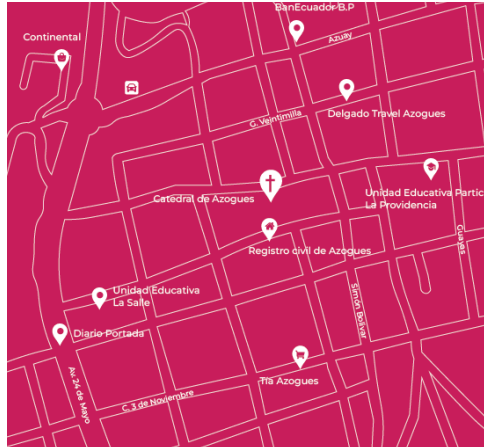 BanEcuador B.P
Continental
Azuay
Delgado Travel Azogues
G. Veintimilla
Unidad Educativa Partic
La Providencia
Catedral de Azogues
Guayas
Registro civil de Azogues
Unidad Educativa
La Salle
Simón Bolívar
Diario Portada
Tía Azogues
Av. 24 de Mayo
C. 3 de Noviembre